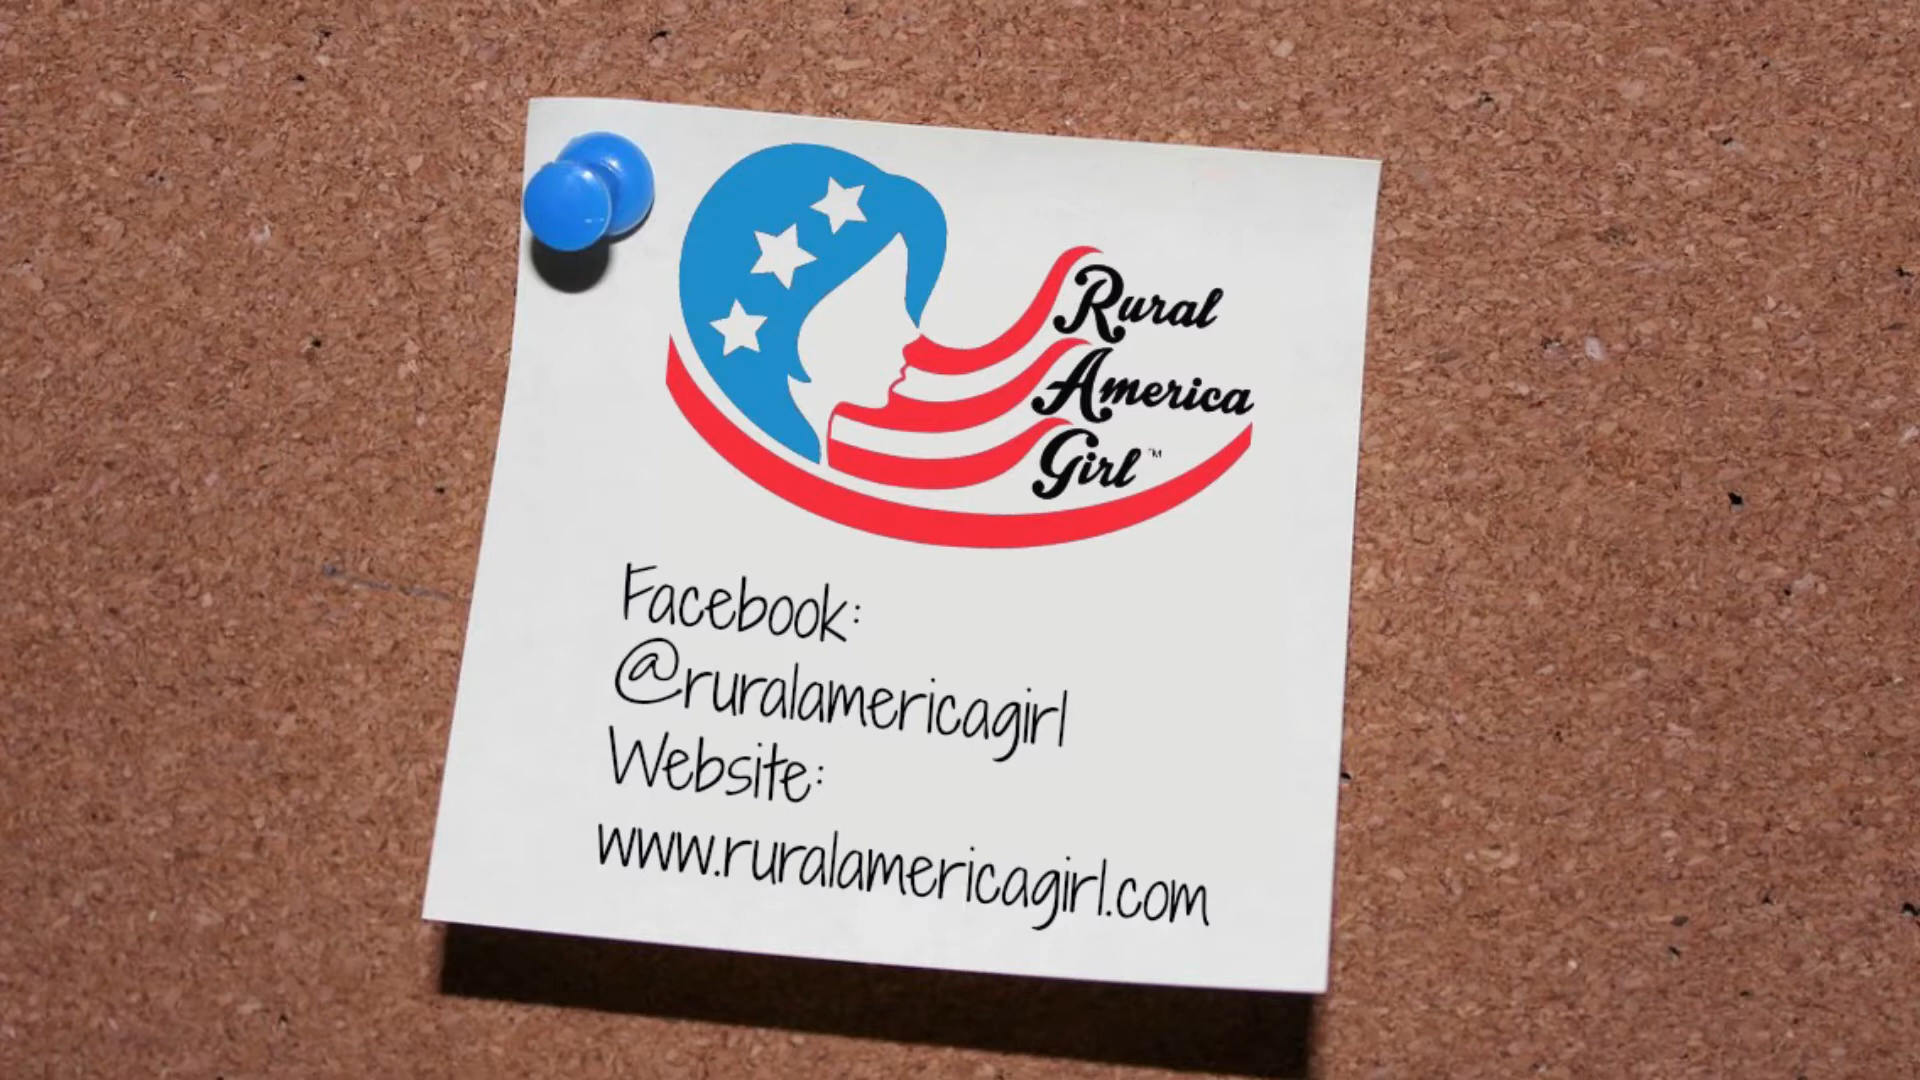 Rural
America
Girl™
Facebook:
@ruralamericagirl
Website:
www.ruralamericagirl.com